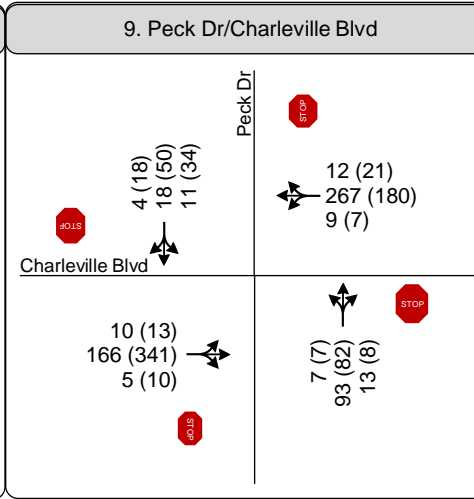 9. Peck Dr/Charleville Blvd
Peck Dr
STOP
4 (18)
18 (50)
11 (34)
12 (21)
267 (180)
9 (7)
STOP
Charleville Blvd
STOP
10 (13)
166 (341)
5 (10)
7 (7)
93 (82)
13 (8)
STOP